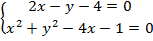 2x − y − 4 = 0
x² + y² − 4x − 1 = 0